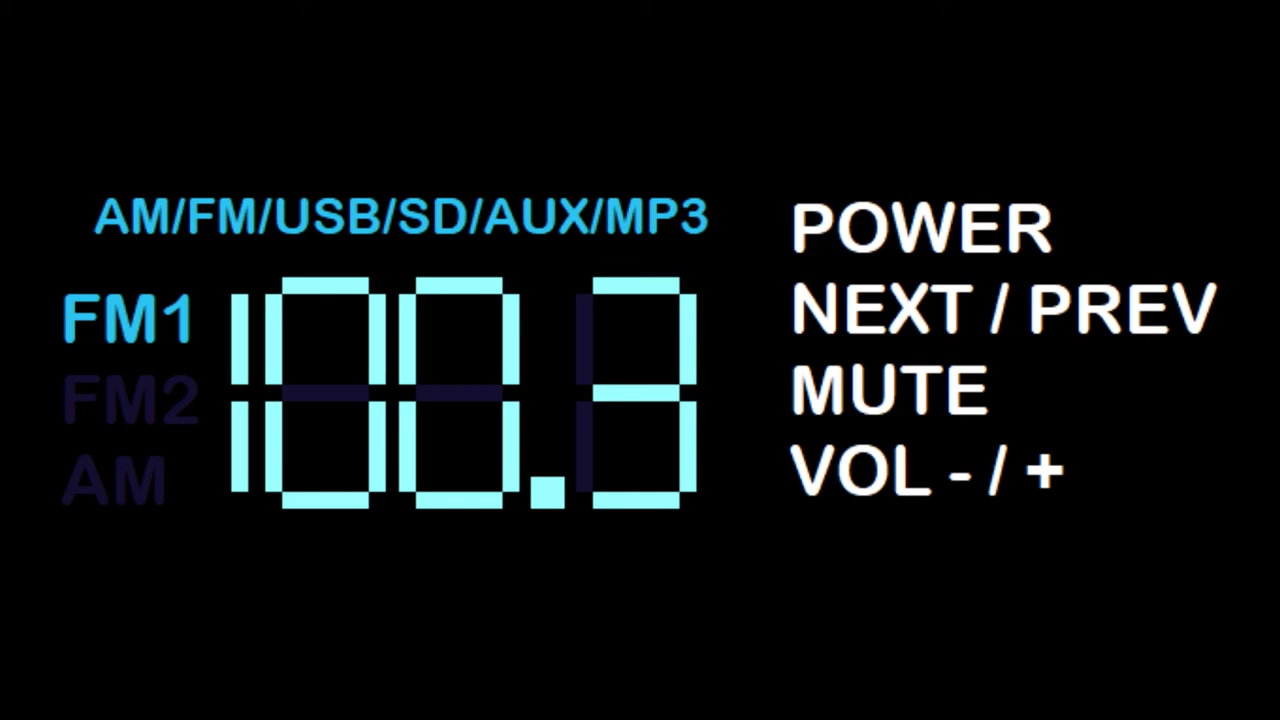 AM/FM/USB/SD/AUX/MP3
FM1
FM2
AM
100.3
POWER
NEXT / PREV
MUTE
VOL - / +